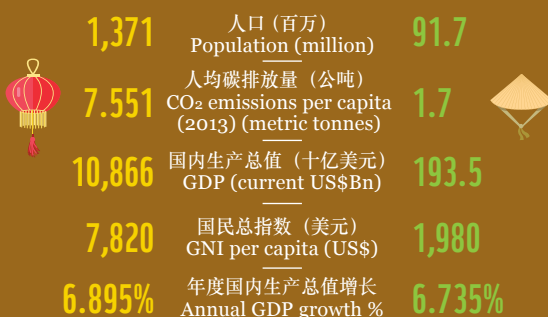 1,371
人口 (百万)
Population (million)
91.7
7.551
人均碳排放量（公吨）
CO₂ emissions per capita
(2013) (metric tonnes)
1.7
10,866
国内生产总值（十亿美元）
GDP (current US$Bn)
193.5
7,820
国民总指数（美元）
GNI per capita (US$)
1,980
6.895%
年度国内生产总值增长
Annual GDP growth %
6.735%